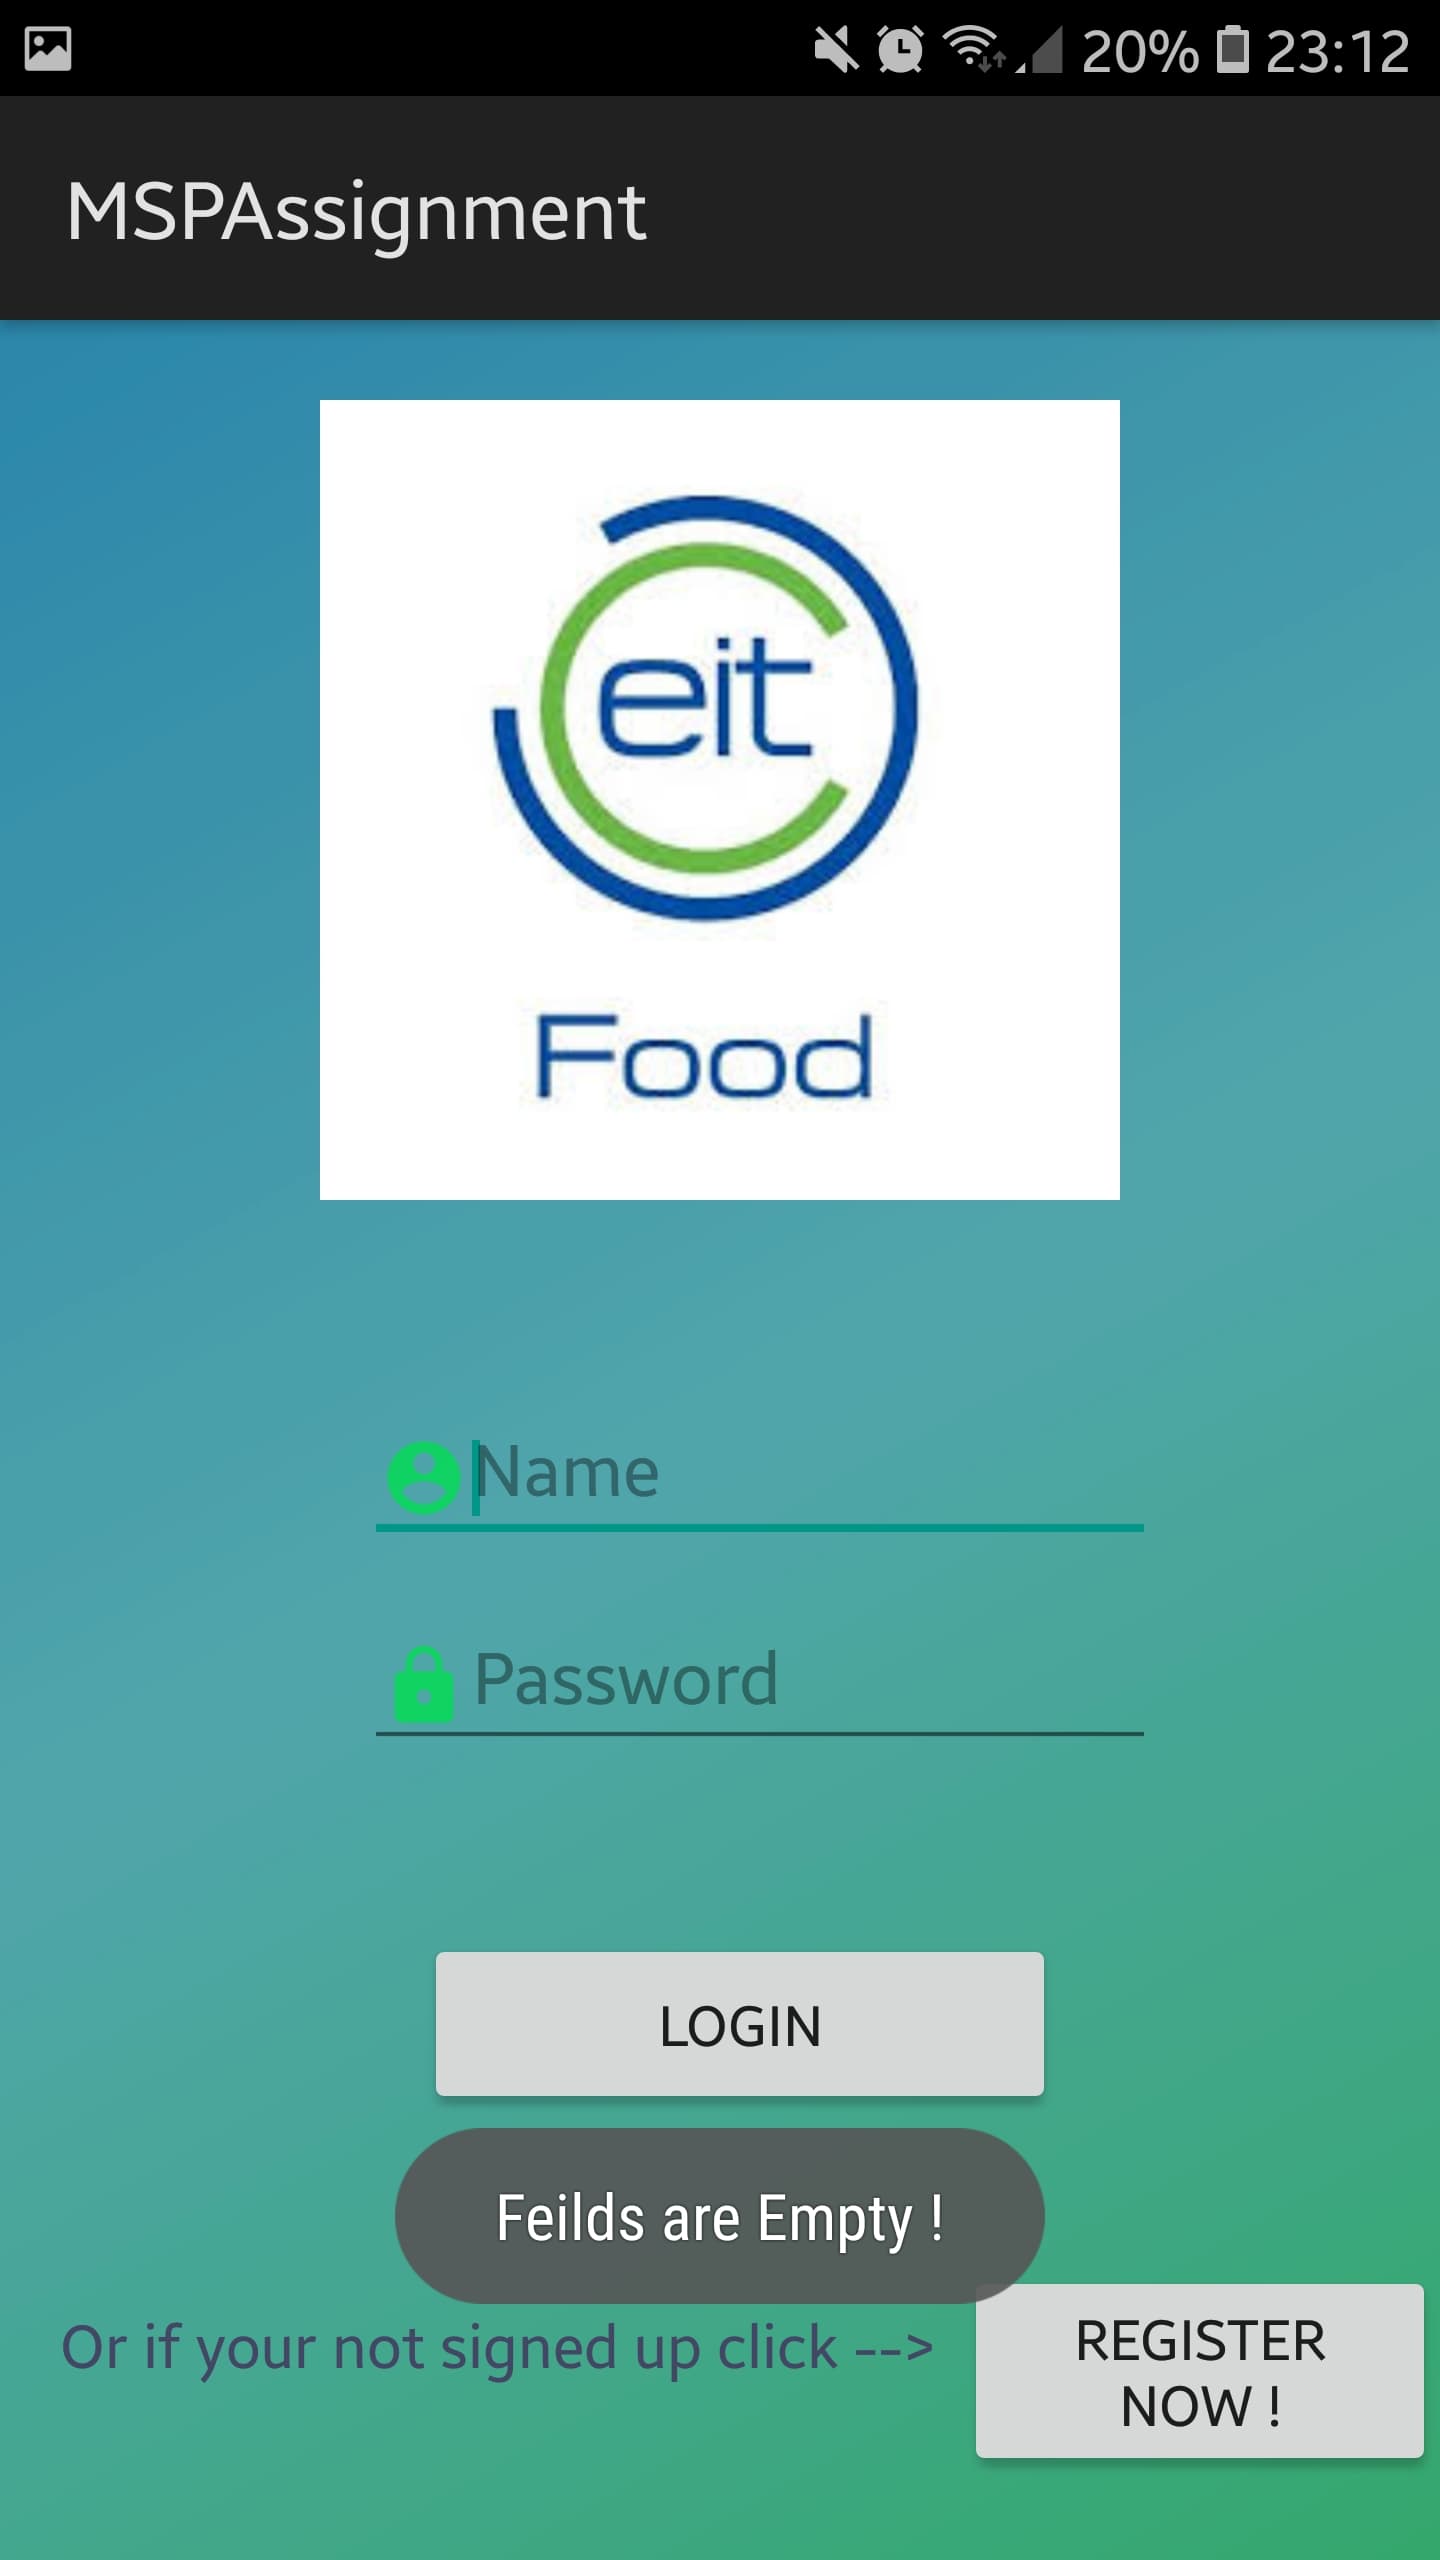 20% 23:12
MSPAssignment
eit
Food
Name
Password
LOGIN
Feilds are Empty !
Or if your not signed up click -->
REGISTER
NOW !